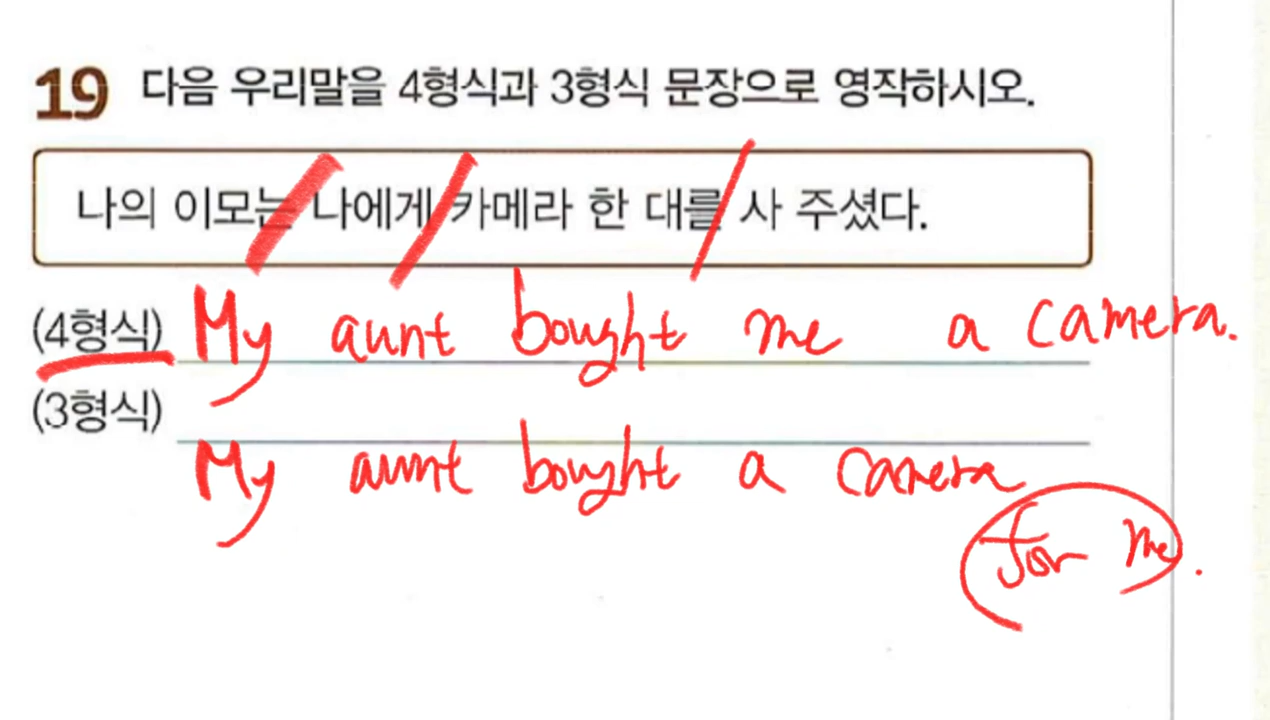 19 다음 우리말을 4형식과 3형식 문장으로 영작하시오.
나의 이모는 나에게 카메라 한 대를 사 주셨다.
(4형식) My aunt bought me a camera.
(3형식)
My aunt bought a camera
for me.